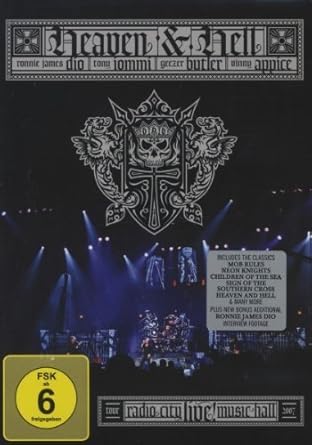 Heaven & Hell
ronnie james dio | tony iommi | geezer butler | vinny appice
INCLUDES THE CLASSICS
MOB RULES
NEON KNIGHTS
CHILDREN OF THE SEA
SIGN OF THE
SOUTHERN CROSS
HEAVEN AND HELL
& MANY MORE
PLUS NEW BONUS ADDITIONAL
RONNIE JAMES DIO
INTERVIEW FOOTAGE
FSK
ab
6
freigegeben
tour radio city live music hall 2007